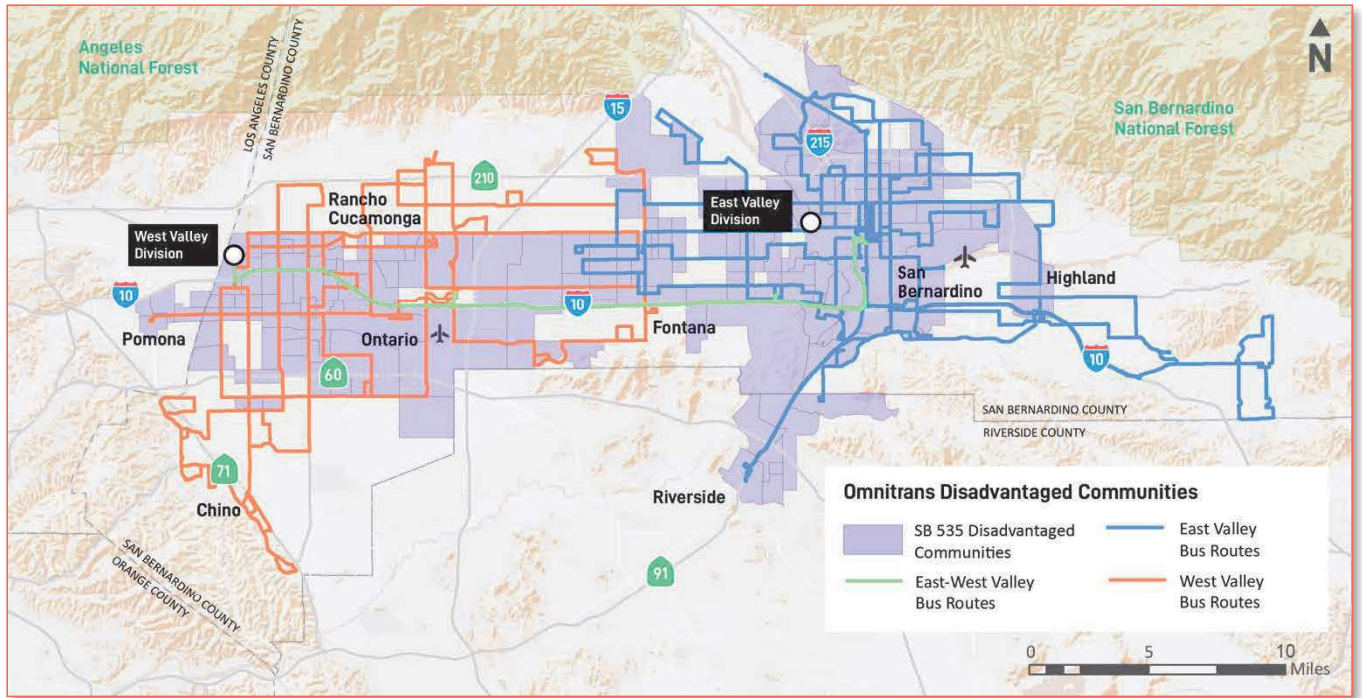 Angeles
National Forest
LOS ANGELES COUNTY
SAN BERNARDINO COUNTY
N
San Bernardino
National Forest
15
215
210
Rancho
Cucamonga
East Valley
Division
West Valley
Division
10
Pomona
Ontario
10
Fontana
San
Bernardino
Highland
60
10
SAN BERNARDINO COUNTY
RIVERSIDE COUNTY
71
Chino
Riverside
91
SAN BERNARDINO COUNTY
ORANGE COUNTY
Omnitrans Disadvantaged Communities
SB 535 Disadvantaged
Communities
East Valley
Bus Routes
East-West Valley
Bus Routes
West Valley
Bus Routes
0 5 10
Miles